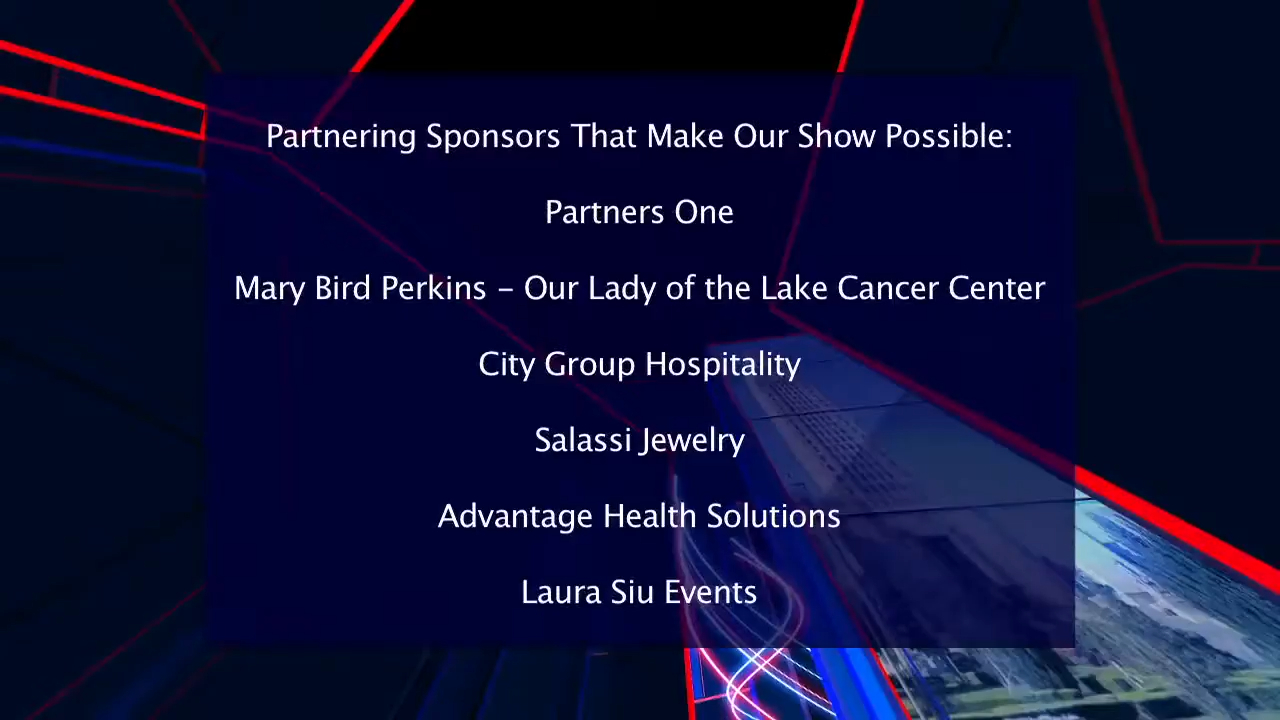 Partnering Sponsors That Make Our Show Possible:
Partners One
Mary Bird Perkins – Our Lady of the Lake Cancer Center
City Group Hospitality
Salassi Jewelry
Advantage Health Solutions
Laura Siu Events